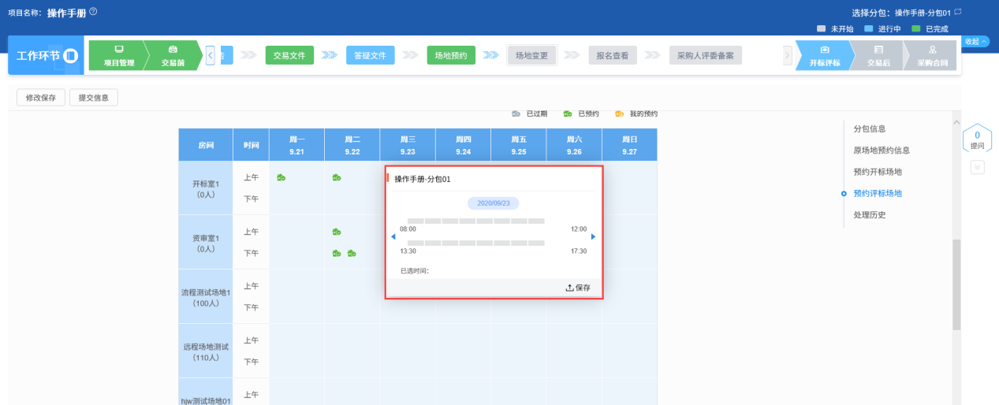 项目名称：操作手册
选择分包：操作手册-分包01
未开始 进行中 已完成
收起
工作环节
项目管理
交易前
交易文件
答疑文件
场地预约
场地变更
报名查看
采购人评委备案
开标评标
交易后
采购合同
修改保存 提交信息
已过期 已预约 我的预约
房间 时间 周一 9.21 周二 9.22 周三 9.23 周四 9.24 周五 9.25 周六 9.26 周日 9.27
开标室1
（0人）
上午
下午
资审室1
（0人）
上午
下午
流程测试场地1
（100人）
上午
下午
远程场地测试
（110人）
上午
下午
hjw测试场地01
上午
操作手册-分包01
2020/09/23
08:00 12:00
13:30 17:30
已选时间：
保存
分包信息
原场地预约信息
预约开标场地
预约评标场地
处理历史
0
提问